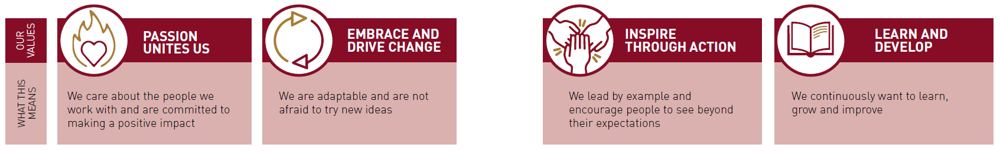 OUR
VALUES
PASSION
UNITES US
EMBRACE AND
DRIVE CHANGE
INSPIRE
THROUGH ACTION
LEARN AND
DEVELOP
WHAT THIS
MEANS
We care about the people we
work with and are committed to
making a positive impact
We are adaptable and are not
afraid to try new ideas
We lead by example and
encourage people to see beyond
their expectations
We continuously want to learn,
grow and improve